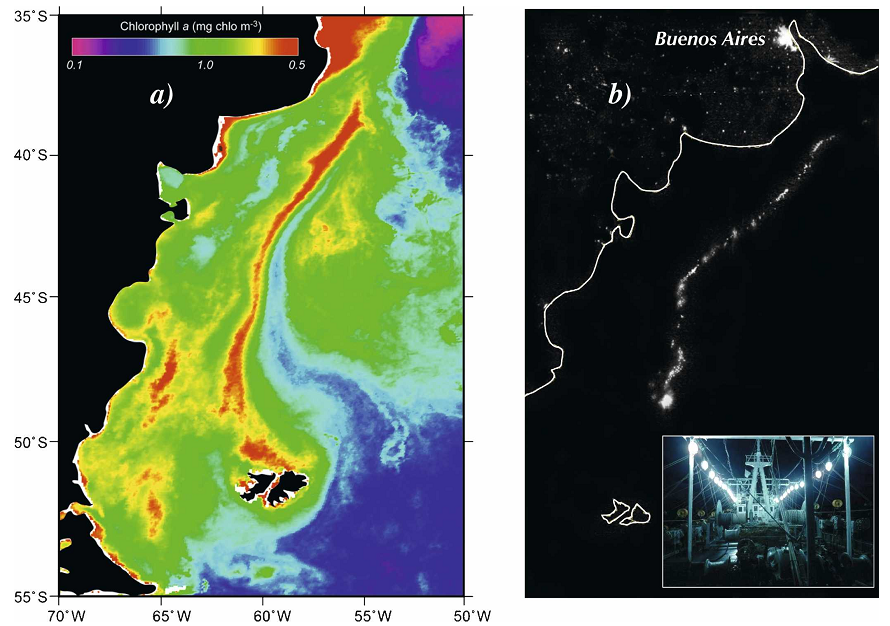 Chlorophyll a (mg chlo m-3)
0.1 1.0 0.5
a)
35°S
40°S
45°S
50°S
55°S
70°W 65°W 60°W 55°W 50°W
Buenos Aires
b)